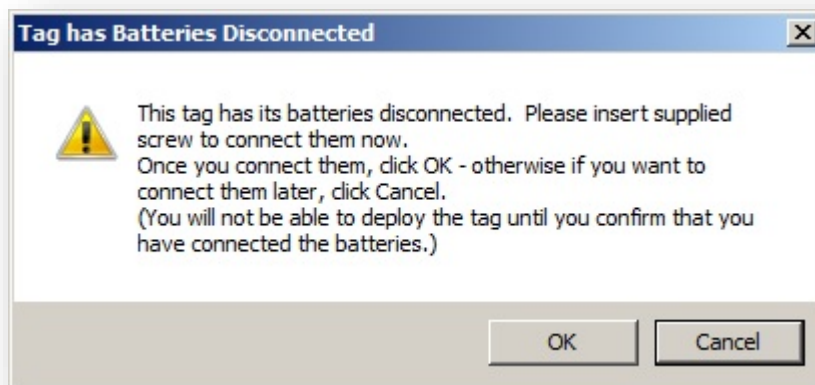 Tag has Batteries Disconnected
This tag has its batteries disconnected.  Please insert supplied
screw to connect them now.
Once you connect them, click OK - otherwise if you want to
connect them later, click Cancel.
(You will not be able to deploy the tag until you confirm that you
have connected the batteries.)
OK Cancel